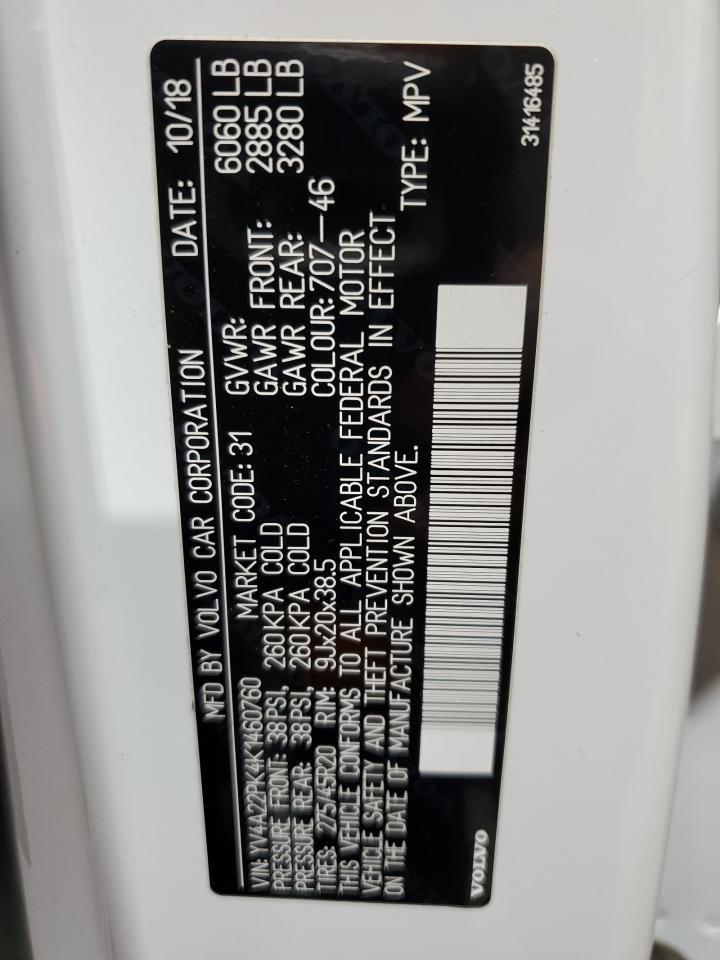 MFD BY VOLVO CAR CORPORATION DATE: 10/18
VIN: YV4A22PK4K1460760 MARKET CODE: 31 GVWR: 6060 LB
PRESSURE FRONT: 38PSI, 260KPA COLD GAWR FRONT: 2885 LB
PRESSURE REAR: 38PSI, 260KPA COLD GAWR REAR: 3280 LB
TIRES: 275/45R20 RIM: 9Jx20x38.5 COLOUR: 707-46
THIS VEHICLE CONFORMS TO ALL APPLICABLE FEDERAL MOTOR
VEHICLE SAFETY AND THEFT PREVENTION STANDARDS IN EFFECT
ON THE DATE OF MANUFACTURE SHOWN ABOVE. TYPE: MPV
VOLVO 31416485